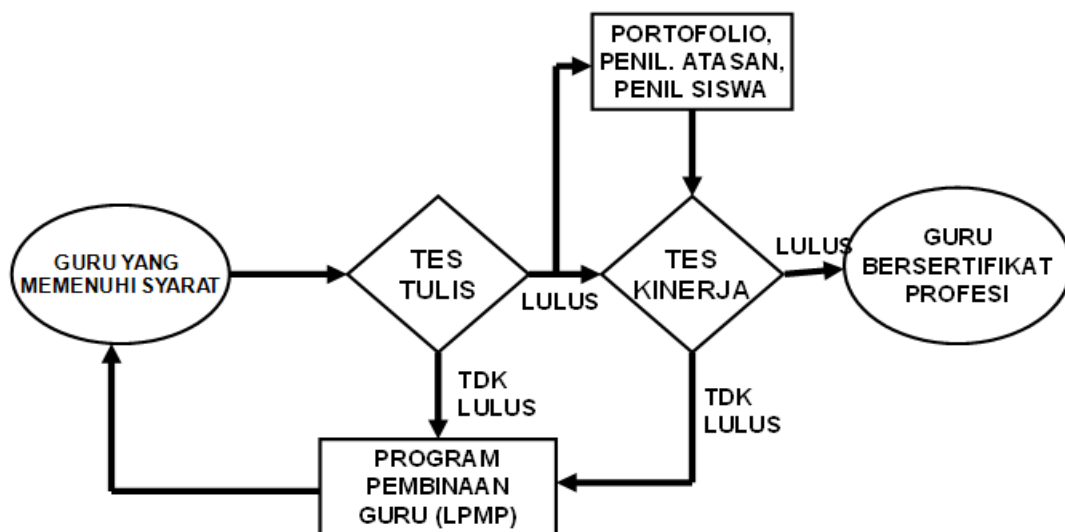 PORTOFOLIO,
PENIL. ATASAN,
PENIL SISWA
GURU YANG
MEMENUHI SYARAT
TES
TULIS
LULUS
TES
KINERJA
LULUS
GURU
BERSERTIFIKAT
PROFESI
TDK
LULUS
TDK
LULUS
PROGRAM
PEMBINAAN
GURU (LPMP)